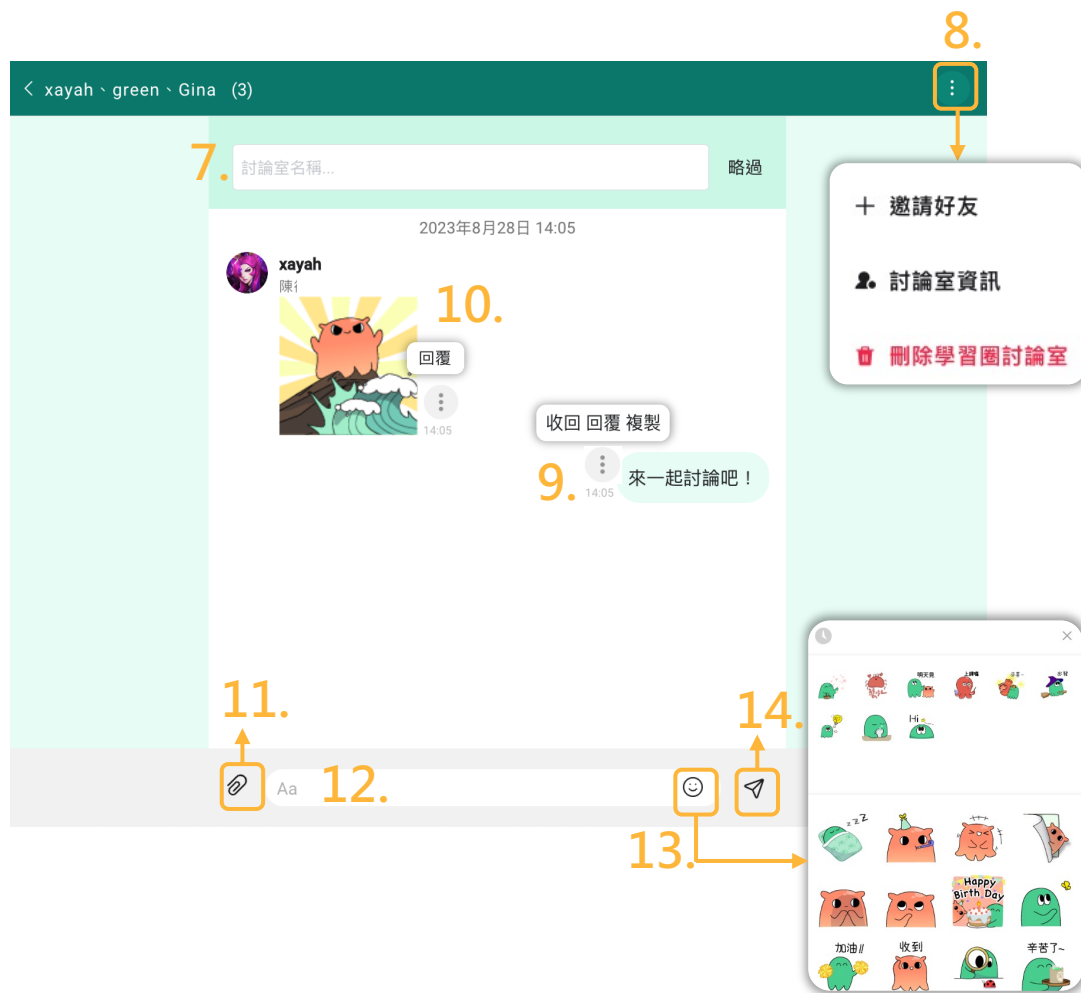 8.
xayah、green、Gina (3)
7.
討論室名稱...
略過
邀請好友
討論室資訊
刪除學習圈討論室
2023年8月28日 14:05
xayah
10.
回覆
14:05
收回 回覆 複製
9.
14:05
來一起討論吧！
11.
Aa
12.
13.
14.
明天見
Hi
zzZ
Happy
Birth Day
加油!!
收到
辛苦了~